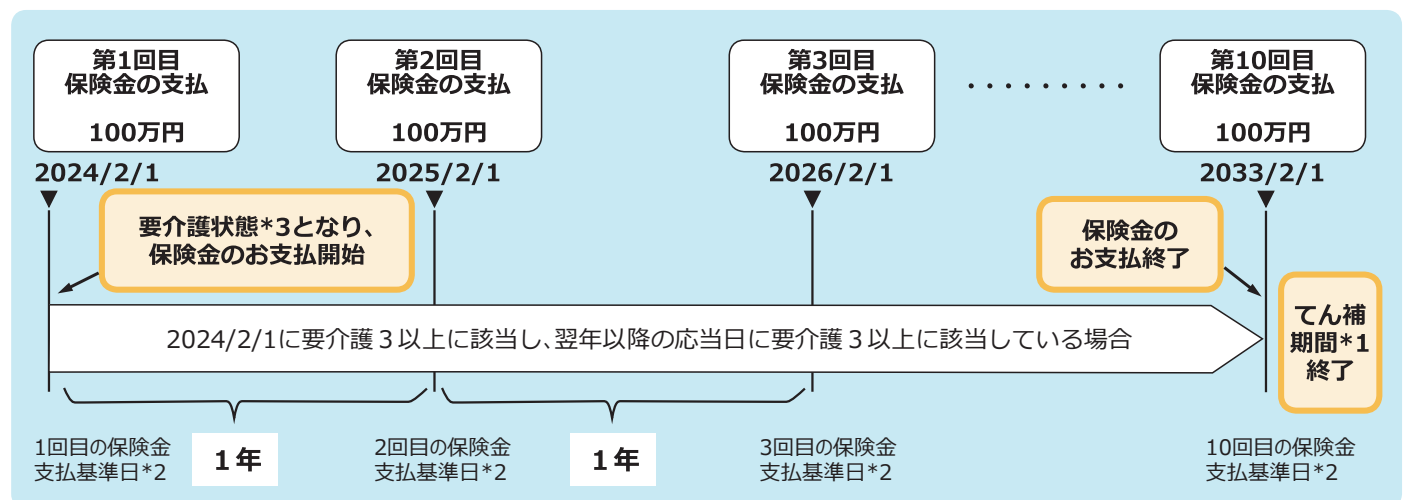 第1回目
保険金の支払
100万円
2024/2/1
第2回目
保険金の支払
100万円
2025/2/1
第3回目
保険金の支払
100万円
2026/2/1
・・・・・・・・・
第10回目
保険金の支払
100万円
2033/2/1
要介護状態*3となり、
保険金のお支払開始
保険金の
お支払終了
2024/2/1に要介護３以上に該当し、翌年以降の応当日に要介護３以上に該当している場合
てん補
期間*1
終了
1回目の保険金
支払基準日*2
１年
2回目の保険金
支払基準日*2
１年
3回目の保険金
支払基準日*2
10回目の保険金
支払基準日*2